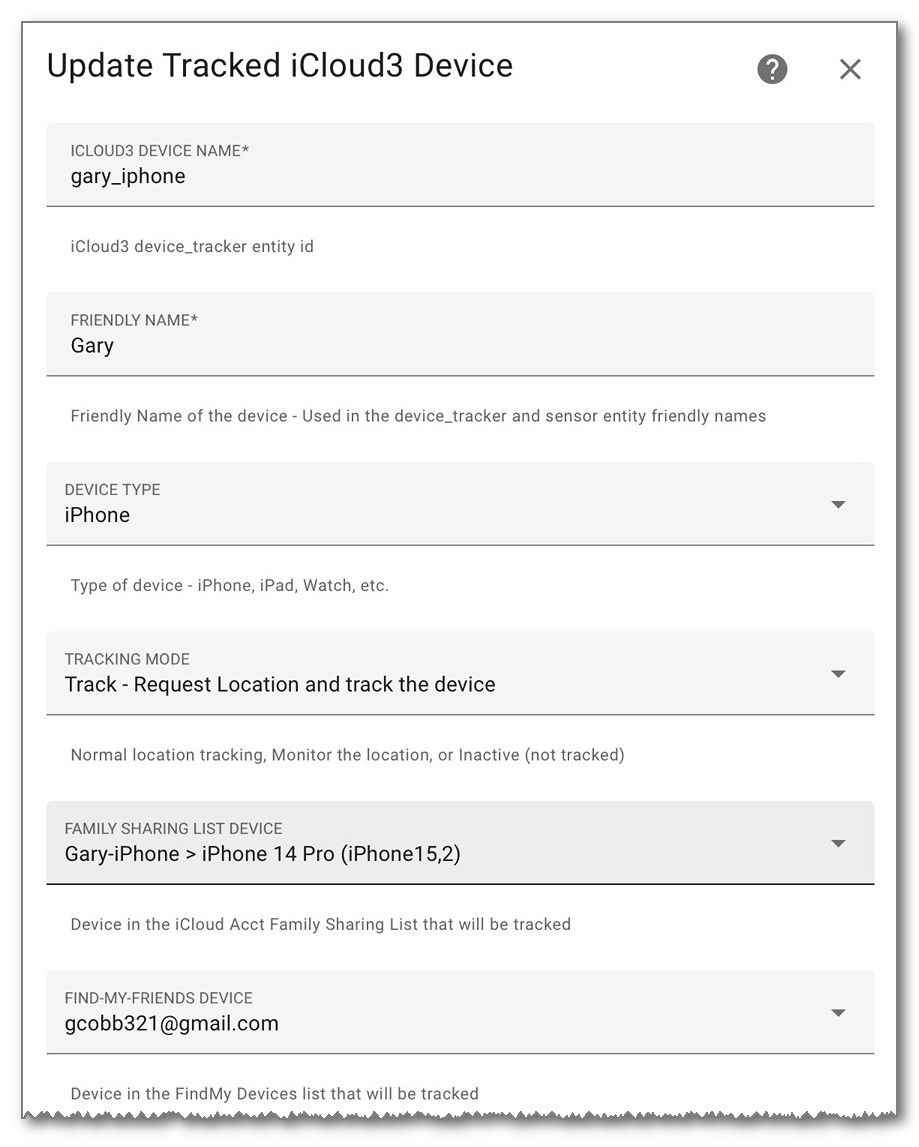 Update Tracked iCloud3 Device
ICLOUD3 DEVICE NAME*
gary_iphone
iCloud3 device_tracker entity id
FRIENDLY NAME*
Gary
Friendly Name of the device - Used in the device_tracker and sensor entity friendly names
DEVICE TYPE
iPhone
Type of device - iPhone, iPad, Watch, etc.
TRACKING MODE
Track - Request Location and track the device
Normal location tracking, Monitor the location, or Inactive (not tracked)
FAMILY SHARING LIST DEVICE
Gary-iPhone > iPhone 14 Pro (iPhone15,2)
Device in the iCloud Acct Family Sharing List that will be tracked
FIND-MY-FRIENDS DEVICE
gcobb321@gmail.com
Device in the FindMy Devices list that will be tracked